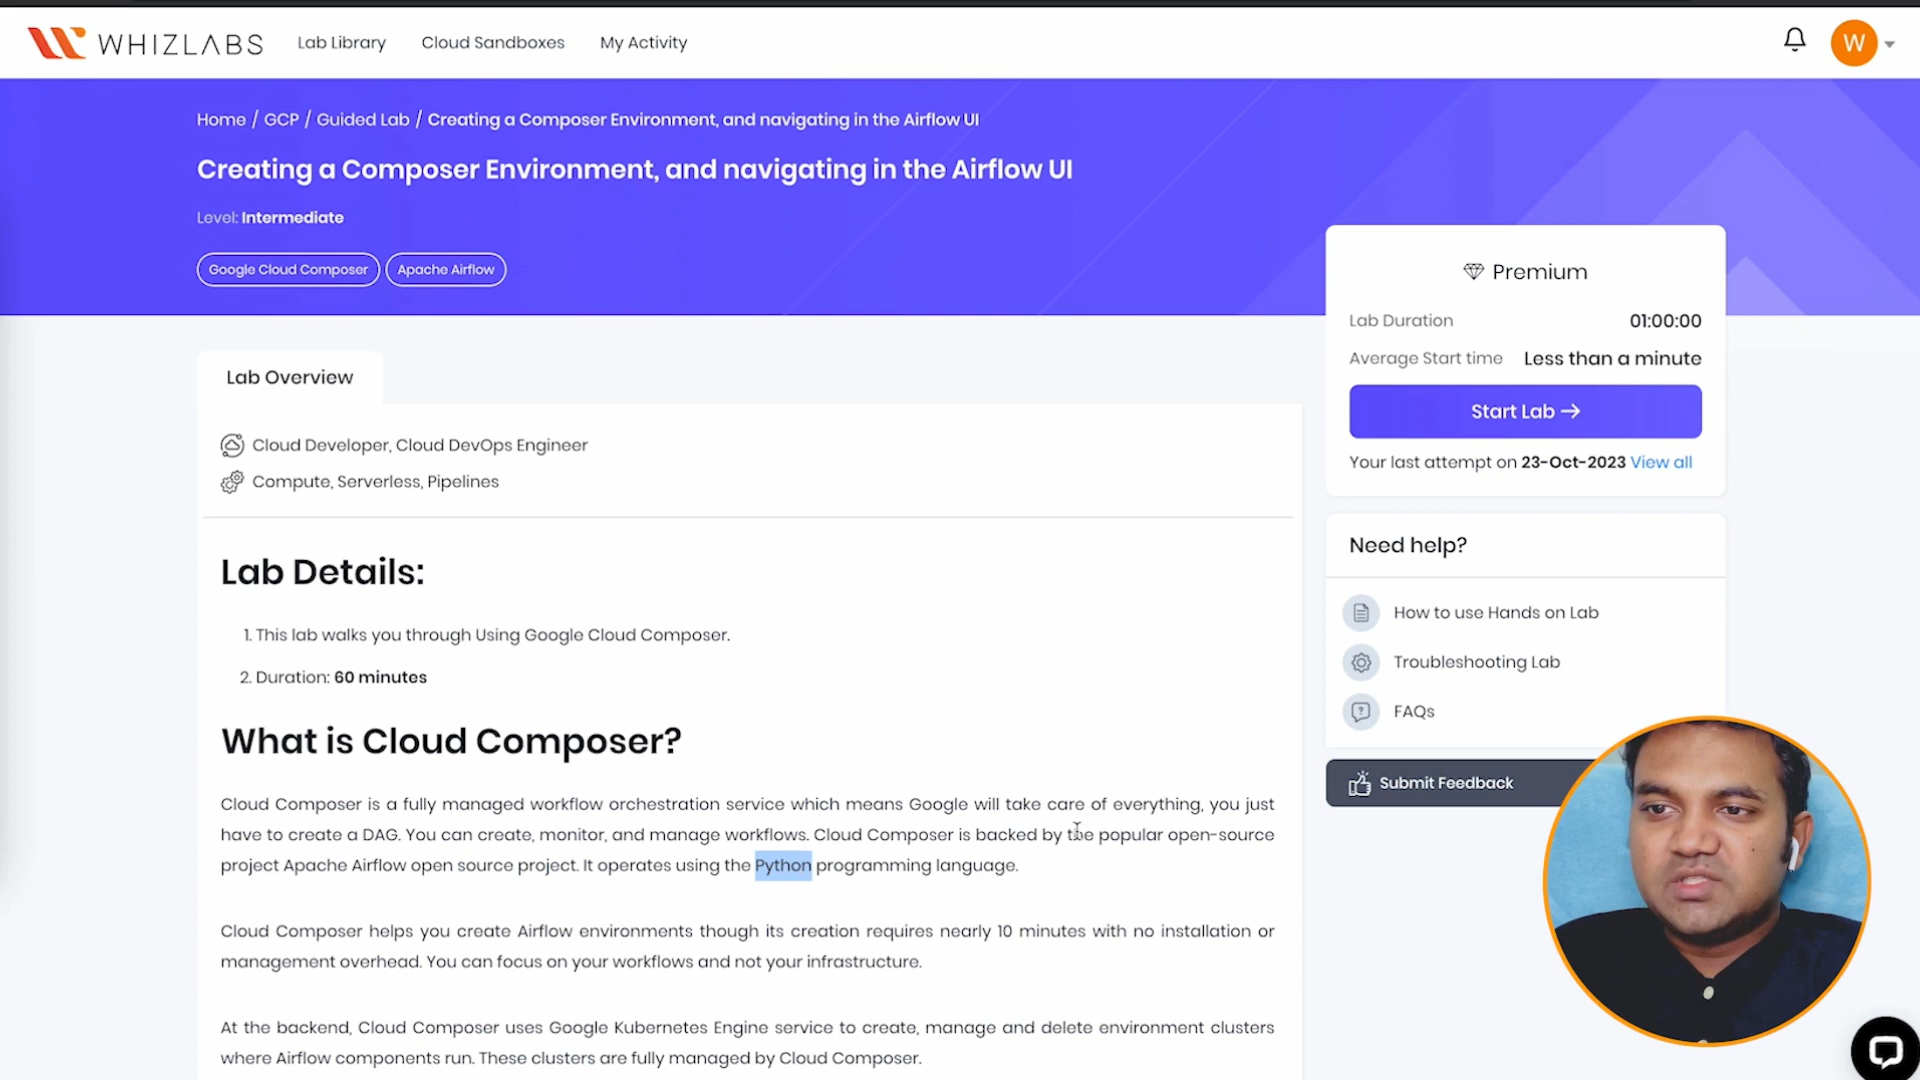 WHIZLABS
Lab Library
Cloud Sandboxes
My Activity
W
Home / GCP / Guided Lab / Creating a Composer Environment, and navigating in the Airflow UI
Creating a Composer Environment, and navigating in the Airflow UI
Level: Intermediate
Google Cloud Composer
Apache Airflow
Premium
Lab Duration 01:00:00
Average Start time Less than a minute
Start Lab →
Your last attempt on 23-Oct-2023 View all
Lab Overview
Cloud Developer, Cloud DevOps Engineer
Compute, Serverless, Pipelines
Lab Details:
1. This lab walks you through Using Google Cloud Composer.
2. Duration: 60 minutes
What is Cloud Composer?
Cloud Composer is a fully managed workflow orchestration service which means Google will take care of everything, you just
have to create a DAG. You can create, monitor, and manage workflows. Cloud Composer is backed by the popular open-source
project Apache Airflow open source project. It operates using the Python programming language.
Cloud Composer helps you create Airflow environments though its creation requires nearly 10 minutes with no installation or
management overhead. You can focus on your workflows and not your infrastructure.
At the backend, Cloud Composer uses Google Kubernetes Engine service to create, manage and delete environment clusters
where Airflow components run. These clusters are fully managed by Cloud Composer.
Need help?
How to use Hands on Lab
Troubleshooting Lab
FAQs
Submit Feedback